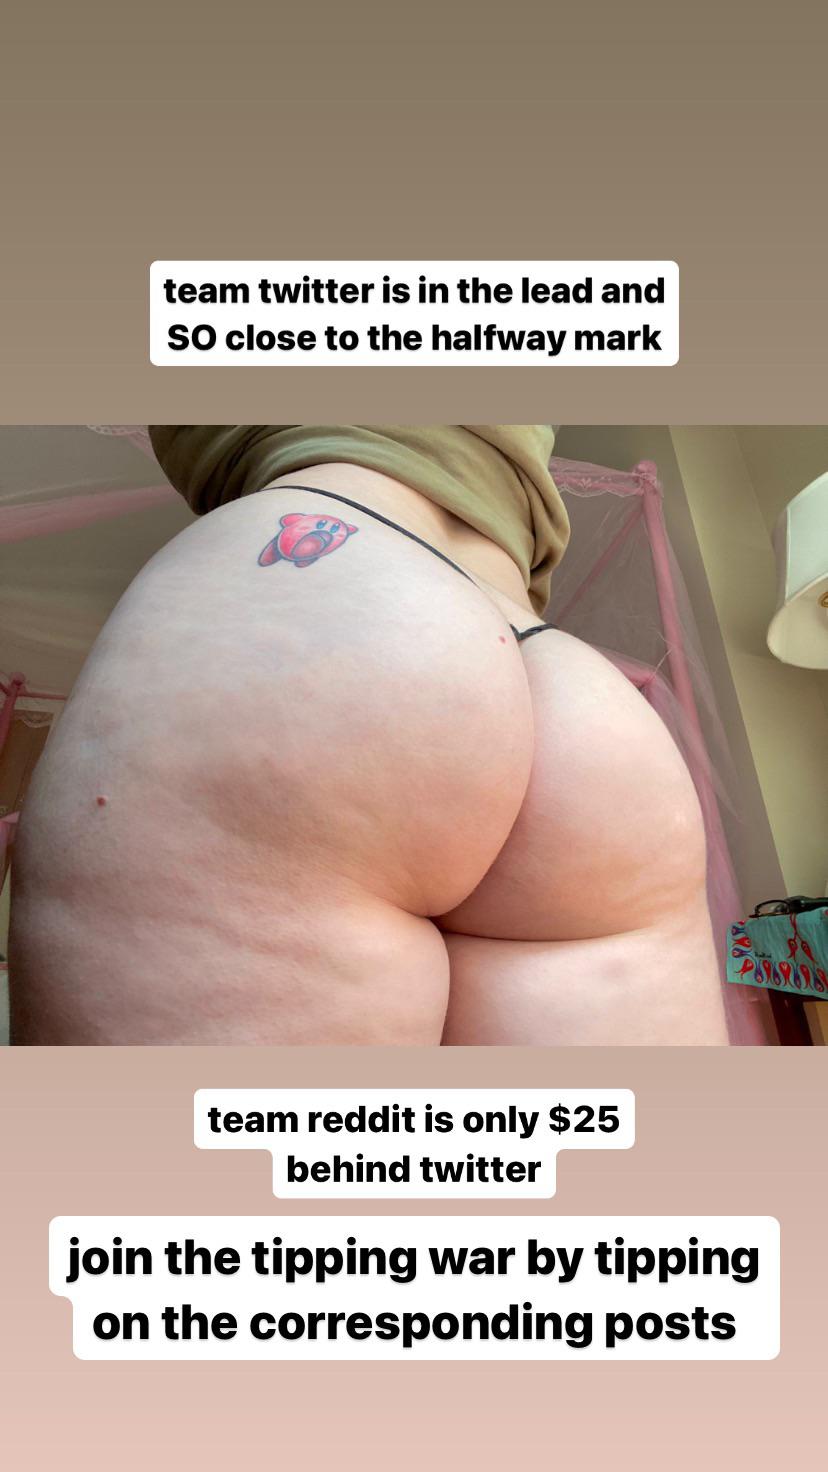 team twitter is in the lead and
SO close to the halfway mark
team reddit is only $25
behind twitter
join the tipping war by tipping
on the corresponding posts